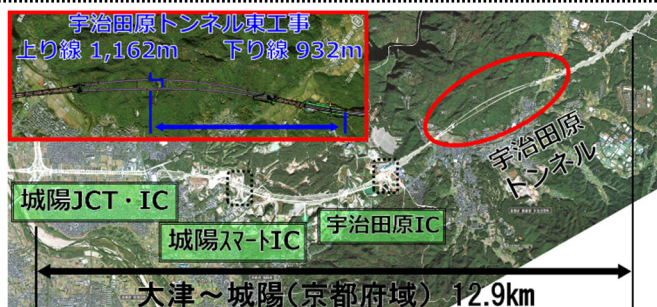 宇治田原トンネル東工事
上り線 1,162m 下り線 932m
宇治田原
トンネル
城陽JCT・IC
城陽ｽﾏｰﾄIC
宇治田原IC
大津～城陽(京都府域) 12.9km